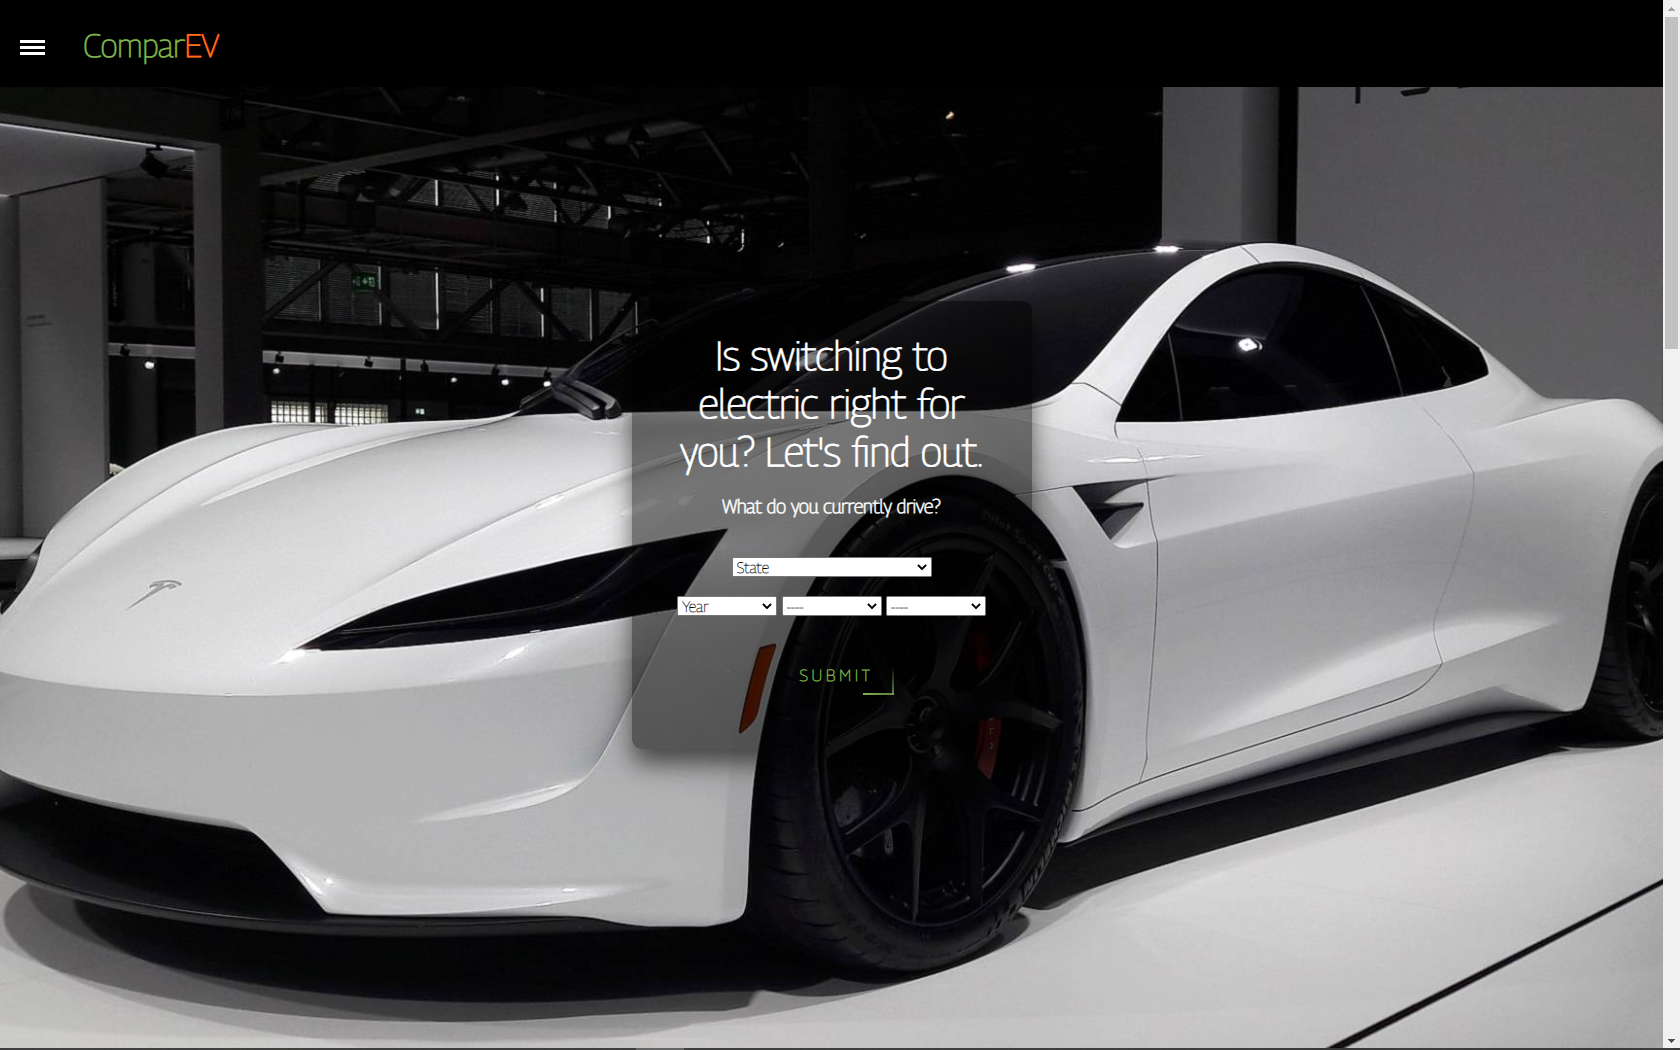 ComparEV
Is switching to
electric right for
you? Let's find out.
What do you currently drive?
State
Year
----
----
SUBMIT